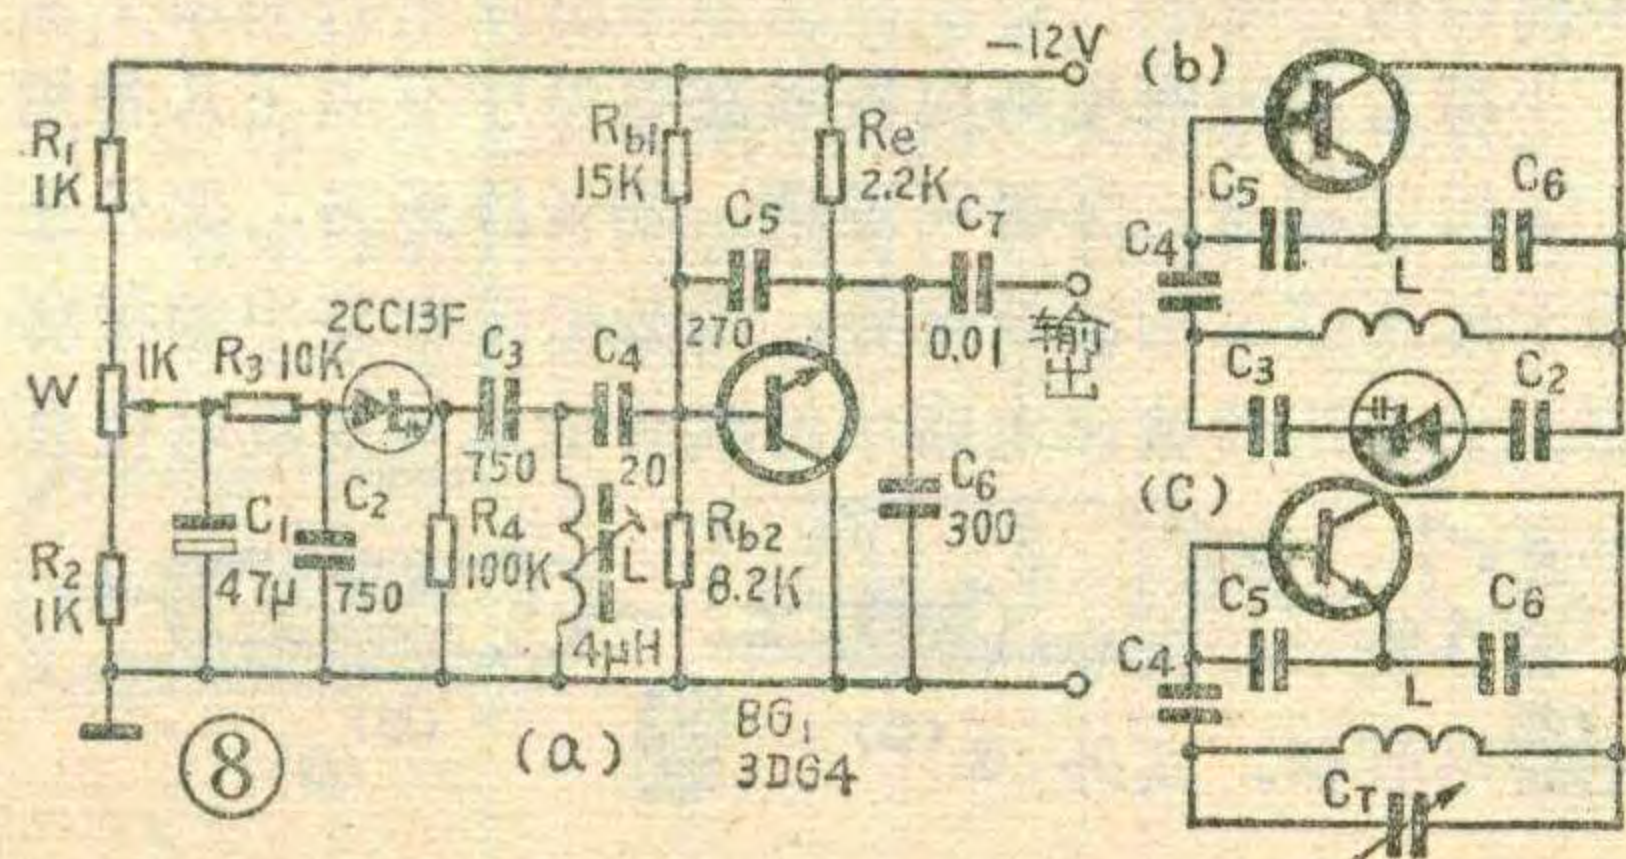 −12V
(b)
R₁
1K
Rb1
15K
Re
2.2K
C₅
270
C₇
0.01
输出
2CC13F
W
1K
R₃ 10K
C₃
750
C₄
20
C₁
47μ
C₂
750
R₄
100K
L
4μH
Rb2
8.2K
C₆
300
R₂
1K
⑧
(a)
BG₁
3DG4
C₅
C₆
C₄
L
C₃
C₂
(C)
C₅
C₆
C₄
L
C_T